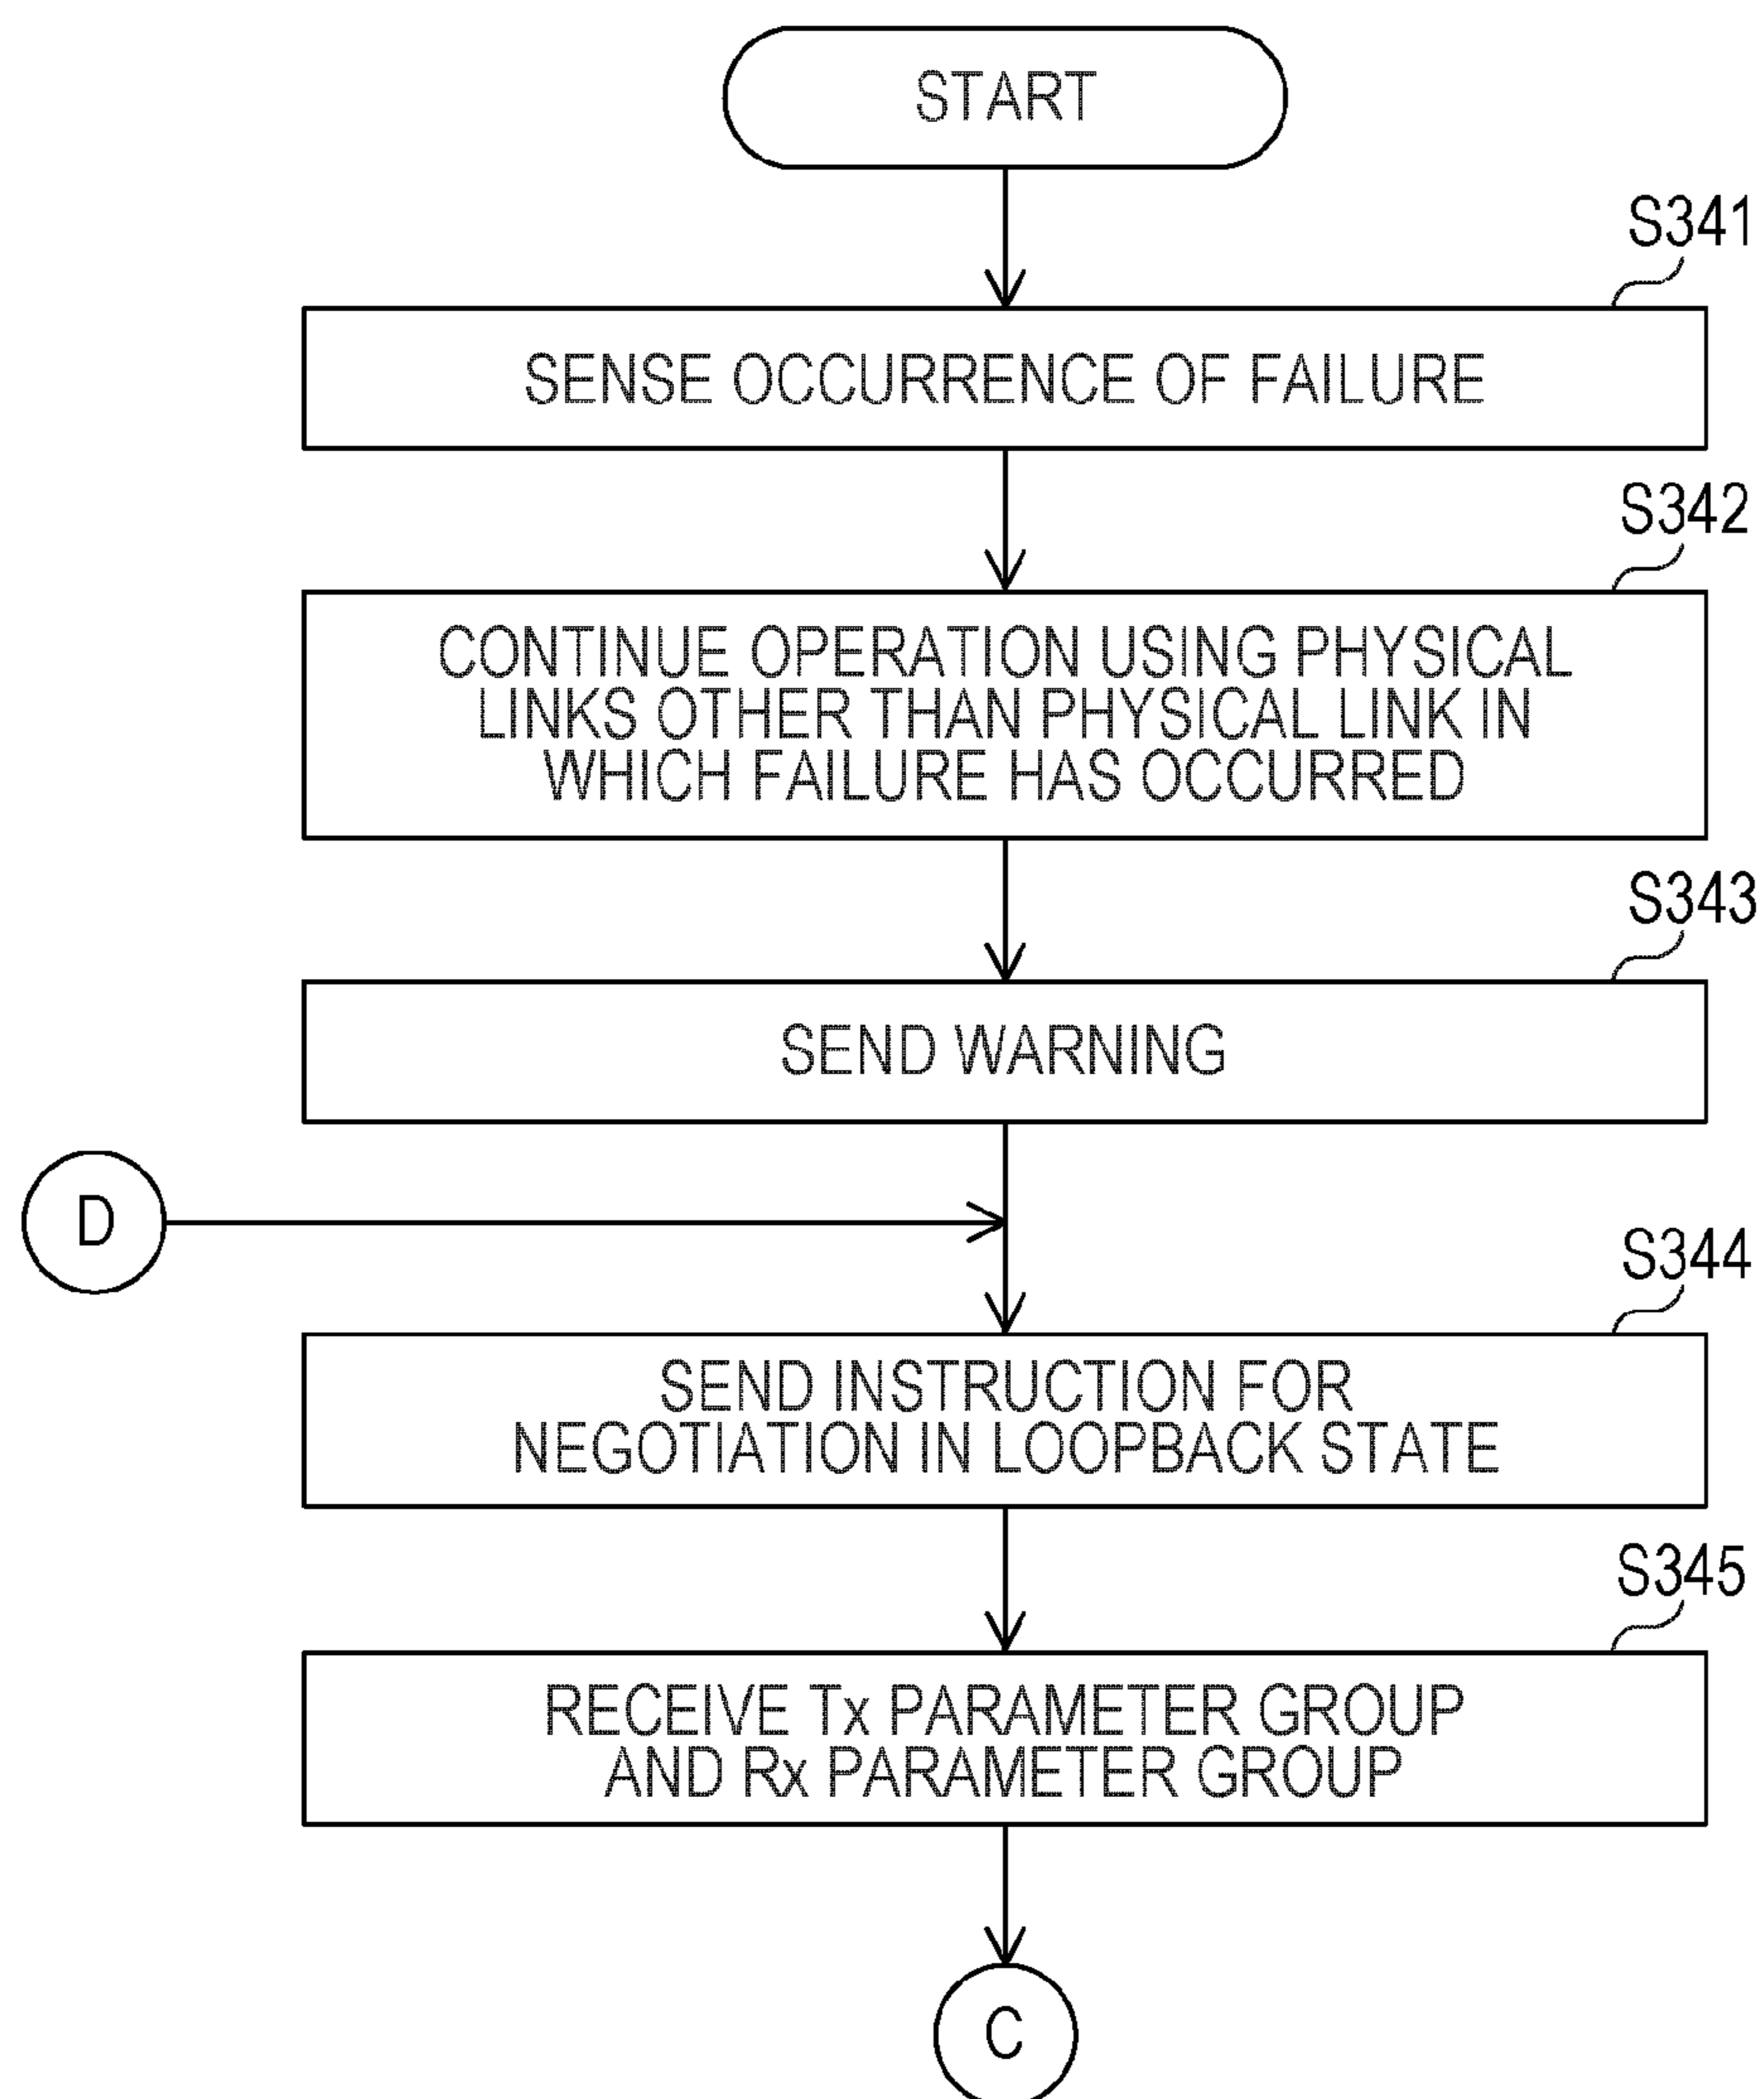 START
S341
SENSE OCCURRENCE OF FAILURE
S342
CONTINUE OPERATION USING PHYSICAL
LINKS OTHER THAN PHYSICAL LINK IN
WHICH FAILURE HAS OCCURRED
S343
SEND WARNING
D
S344
SEND INSTRUCTION FOR
NEGOTIATION IN LOOPBACK STATE
S345
RECEIVE Tx PARAMETER GROUP
AND Rx PARAMETER GROUP
C